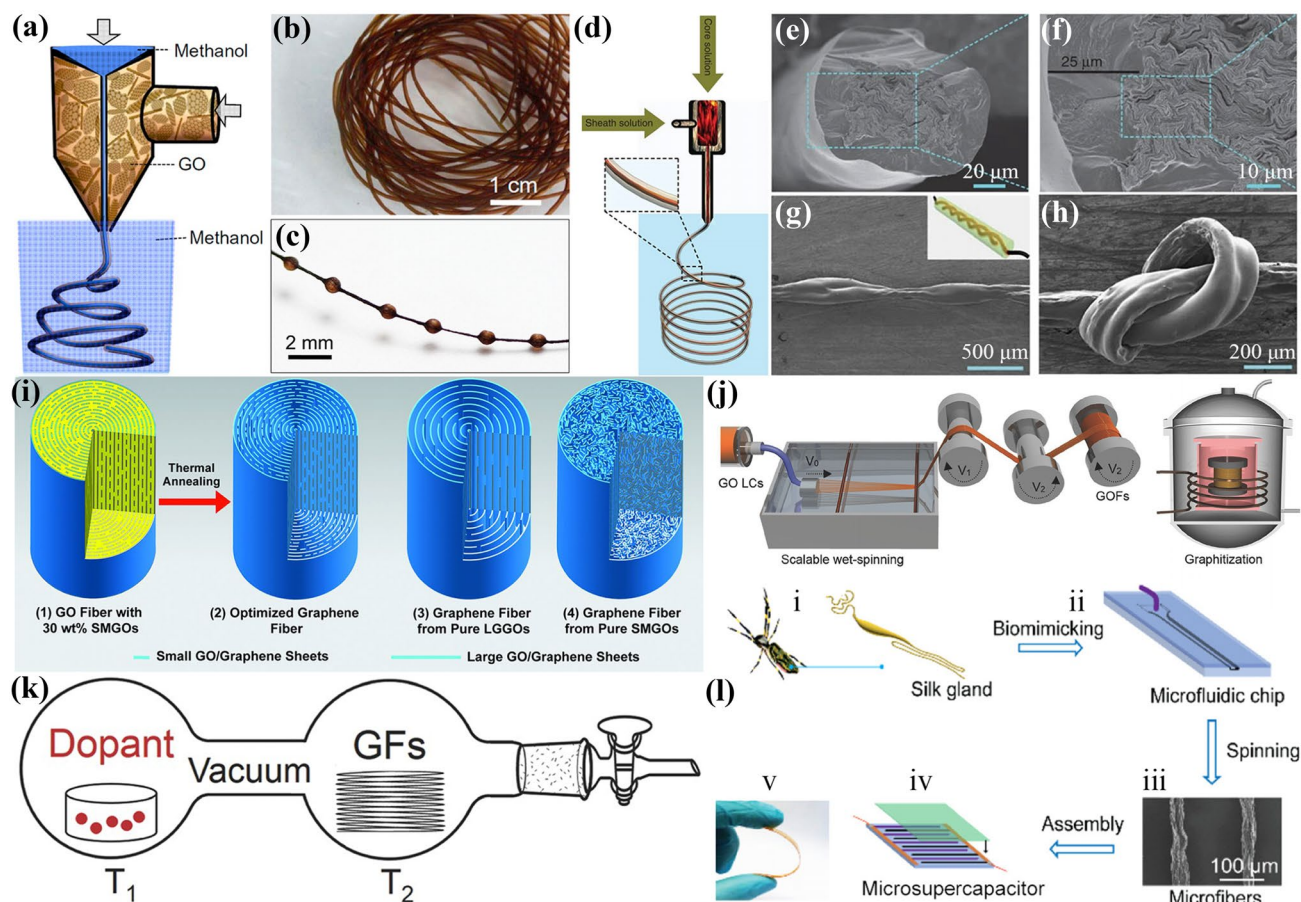 (a)
Methanol
GO
Methanol
(b)
1 cm
(c)
2 mm
(d)
Core solution
Sheath solution
(e)
20 μm
(f)
25 μm
10 μm
(g)
500 μm
(h)
200 μm
(i)
Thermal
Annealing
(1) GO Fiber with
30 wt% SMGOs
(2) Optimized Graphene
Fiber
(3) Graphene Fiber
from Pure LGGOs
(4) Graphene Fiber
from Pure SMGOs
Small GO/Graphene Sheets
Large GO/Graphene Sheets
(j)
GO LCs
V0
V1
V2
V2
GOFs
Scalable wet-spinning
Graphitization
(k)
Dopant
Vacuum
GFs
T1
T2
(l)
i
Silk gland
Biomimicking
ii
Microfluidic chip
Spinning
iii
100 μm
Microfibers
Assembly
iv
Microsupercapacitor
v